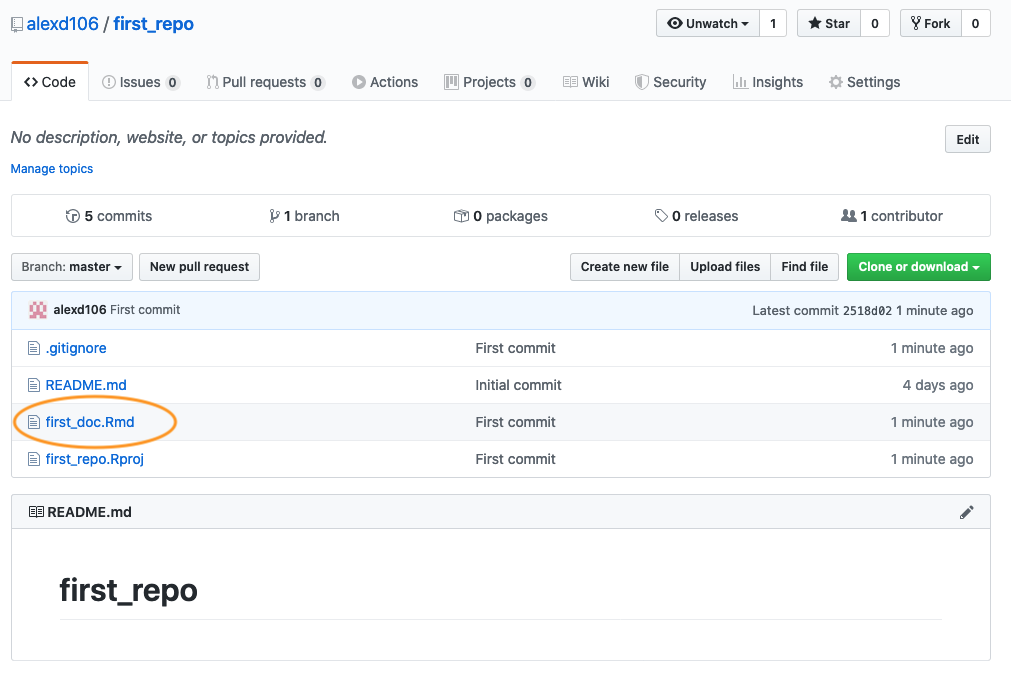 alexd106 / first_repo Unwatch 1 Star 0 Fork 0
Code Issues 0 Pull requests 0 Actions Projects 0 Wiki Security Insights Settings
No description, website, or topics provided. Edit
Manage topics
5 commits 1 branch 0 packages 0 releases 1 contributor
Branch: master New pull request Create new file Upload files Find file Clone or download
alexd106 First commit Latest commit 2518d02 1 minute ago
.gitignore First commit 1 minute ago
README.md Initial commit 4 days ago
first_doc.Rmd First commit 1 minute ago
first_repo.Rproj First commit 1 minute ago
README.md
first_repo